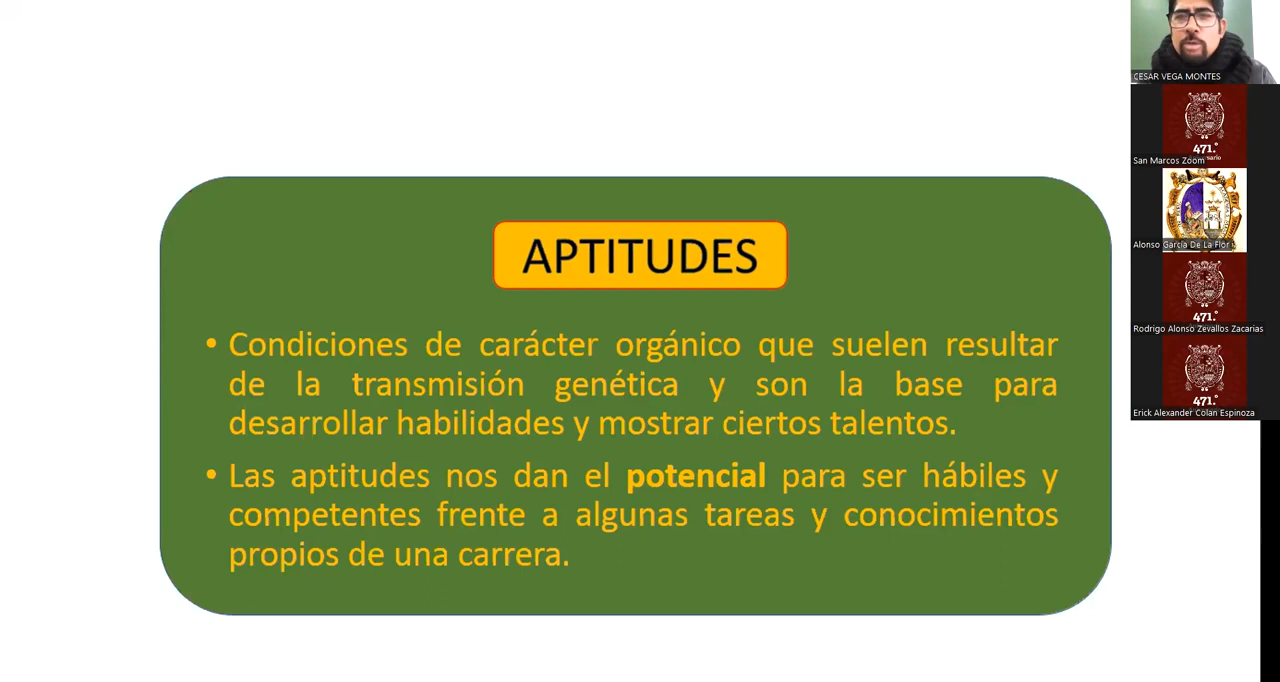 APTITUDES
• Condiciones de carácter orgánico que suelen resultar
de la transmisión genética y son la base para
desarrollar habilidades y mostrar ciertos talentos.
• Las aptitudes nos dan el potencial para ser hábiles y
competentes frente a algunas tareas y conocimientos
propios de una carrera.
CESAR VEGA MONTES
471.°
San Marcos Zoom
Alonso Garcia De La Flor
471.°
Rodrigo Alonso Zevallos Zacarias
471.°
Erick Alexander Colan Espinoza